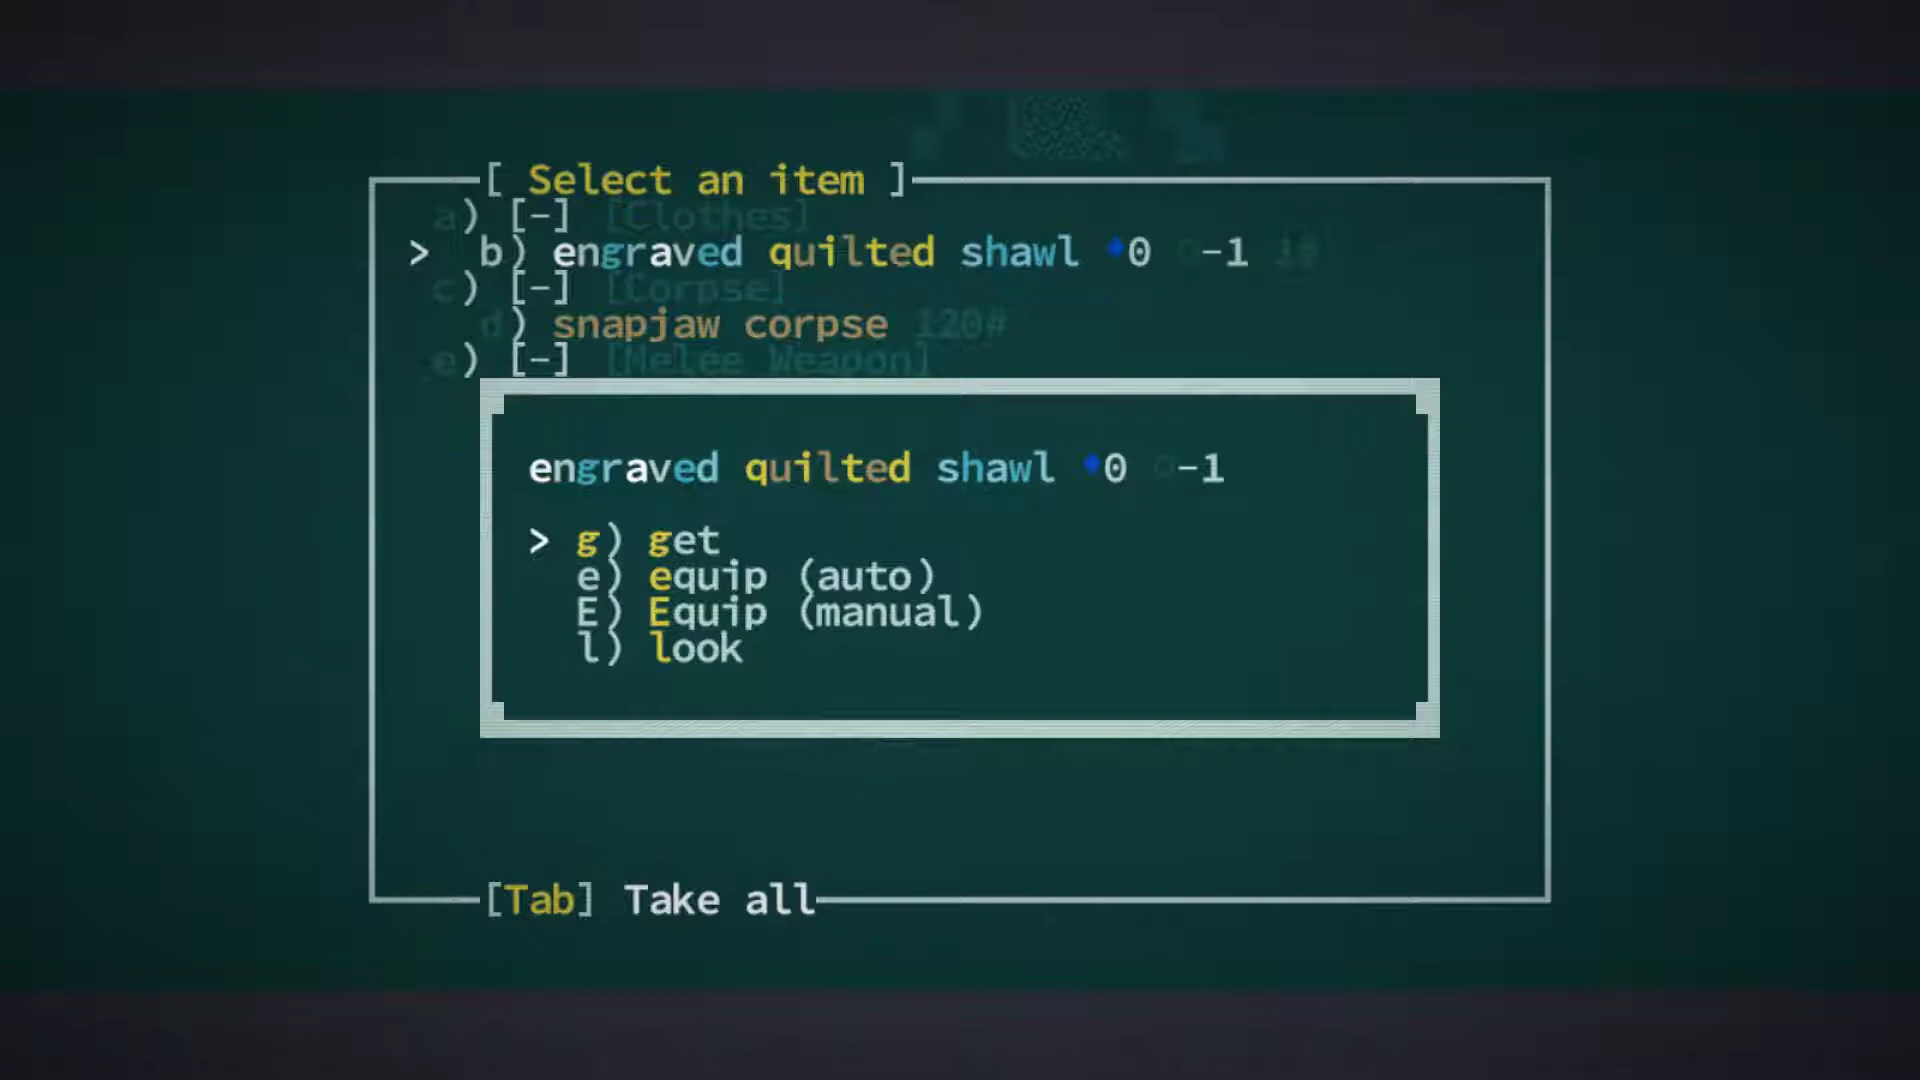 [ Select an item ]
a) [-] [Clothes]
> b) engraved quilted shawl ♦0 ○-1
c) [-] [Corpse]
d) snapjaw corpse 120#
e) [-] [Melee Weapon]
engraved quilted shawl ♦0 ○-1
> g) get
e) equip (auto)
E) Equip (manual)
l) look
[Tab] Take all